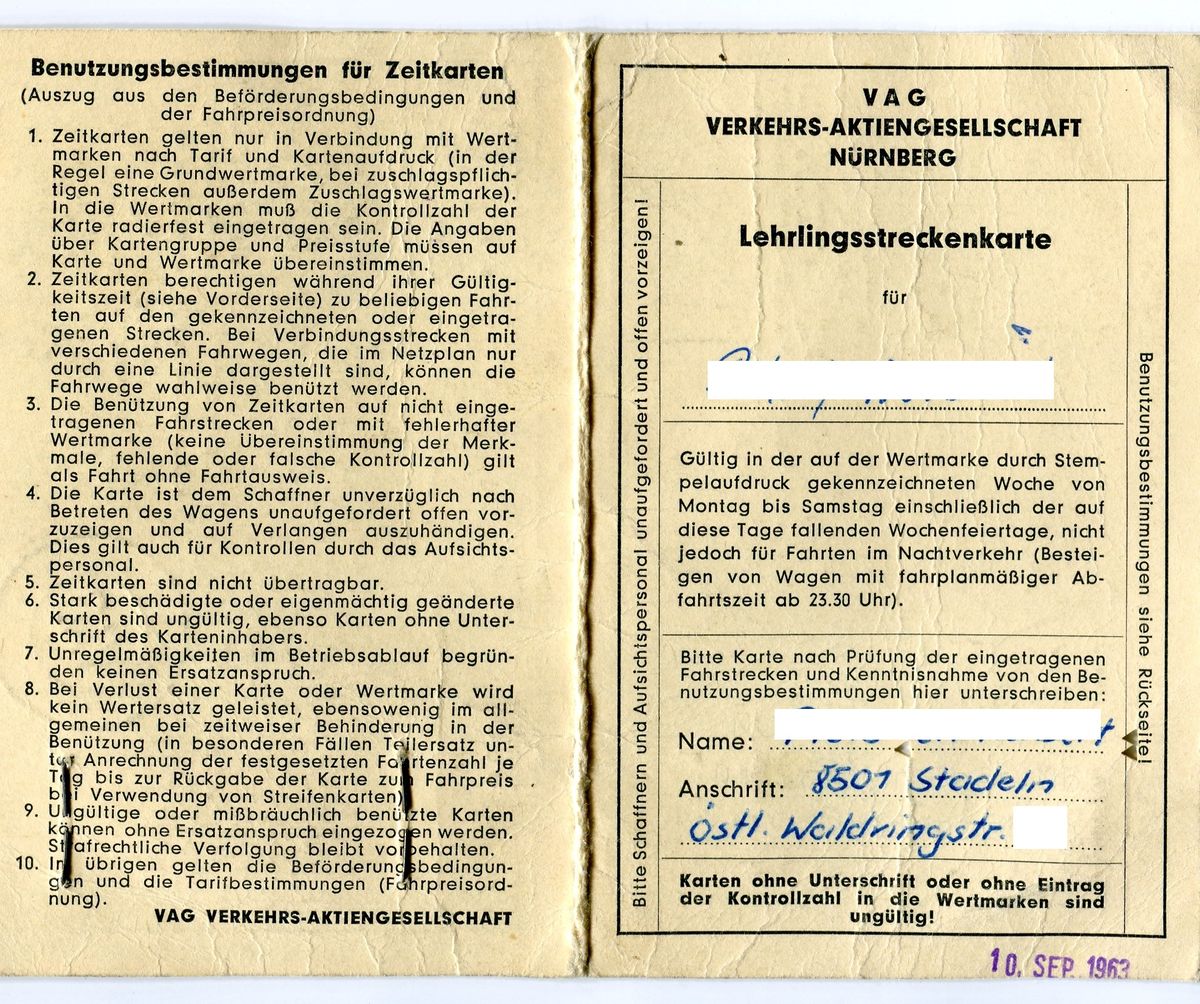 Benutzungsbestimmungen für Zeitkarten
(Auszug aus den Beförderungsbedingungen und
der Fahrpreisordnung)
1. Zeitkarten gelten nur in Verbindung mit Wert-
marken nach Tarif und Kartenaufdruck (in der
Regel eine Grundwertmarke, bei zuschlagspflich-
tigen Strecken außerdem Zuschlagswertmarke).
In die Wertmarken muß die Kontrollzahl der
Karte radierfest eingetragen sein. Die Angaben
über Kartengruppe und Preisstufe müssen auf
Karte und Wertmarke übereinstimmen.
2. Zeitkarten berechtigen während ihrer Gültig-
keitszeit (siehe Vorderseite) zu beliebigen Fahr-
ten auf den gekennzeichneten oder eingetra-
genen Strecken. Bei Verbindungsstrecken mit
verschiedenen Fahrwegen, die im Netzplan nur
durch eine Linie dargestellt sind, können die
Fahrwege wahlweise benützt werden.
3. Die Benützung von Zeitkarten auf nicht einge-
tragenen Fahrstrecken oder mit fehlerhafter
Wertmarke (keine Übereinstimmung der Merk-
male, fehlende oder falsche Kontrollzahl) gilt
als Fahrt ohne Fahrtausweis.
4. Die Karte ist dem Schaffner unverzüglich nach
Betreten des Wagens unaufgefordert offen vor-
zuzeigen und auf Verlangen auszuhändigen.
Dies gilt auch für Kontrollen durch das Aufsichts-
personal.
5. Zeitkarten sind nicht übertragbar.
6. Stark beschädigte oder eigenmächtig geänderte
Karten sind ungültig, ebenso Karten ohne Unter-
schrift des Karteninhabers.
7. Unregelmäßigkeiten im Betriebsablauf begrün-
den keinen Ersatzanspruch.
8. Bei Verlust einer Karte oder Wertmarke wird
kein Wertersatz geleistet, ebensowenig im all-
gemeinen bei zeitweiser Behinderung in der
Benützung (in besonderen Fällen Teilersatz un-
ter Anrechnung der festgesetzten Fahrtenzahl je
Tag bis zur Rückgabe der Karte zum Fahrpreis
bei Verwendung von Streifenkarten).
9. Ungültige oder mißbräuchlich benützte Karten
können ohne Ersatzanspruch eingezogen werden.
Strafrechtliche Verfolgung bleibt vorbehalten.
10. Im übrigen gelten die Beförderungsbedingun-
gen und die Tarifbestimmungen (Fahrpreisord-
nung).
VAG VERKEHRS-AKTIENGESELLSCHAFT
Bitte Schaffnern und Aufsichtspersonal unaufgefordert und offen vorzeigen!
VAG
VERKEHRS-AKTIENGESELLSCHAFT
NÜRNBERG
Lehrlingsstreckenkarte
für
Gültig in der auf der Wertmarke durch Stem-
pelaufdruck gekennzeichneten Woche von
Montag bis Samstag einschließlich der auf
diese Tage fallenden Wochenfeiertage, nicht
jedoch für Fahrten im Nachtverkehr (Bestei-
gen von Wagen mit fahrplanmäßiger Ab-
fahrtszeit ab 23.30 Uhr).
Bitte Karte nach Prüfung der eingetragenen
Fahrstrecken und Kenntnisnahme von den Be-
nutzungsbestimmungen hier unterschreiben:
Name:
Anschrift: 8501 Stadeln
Östl. Waldringstr.
Karten ohne Unterschrift oder ohne Eintrag
der Kontrollzahl in die Wertmarken sind
ungültig!
Benutzungsbestimmungen siehe Rückseite!
10. SEP. 1963